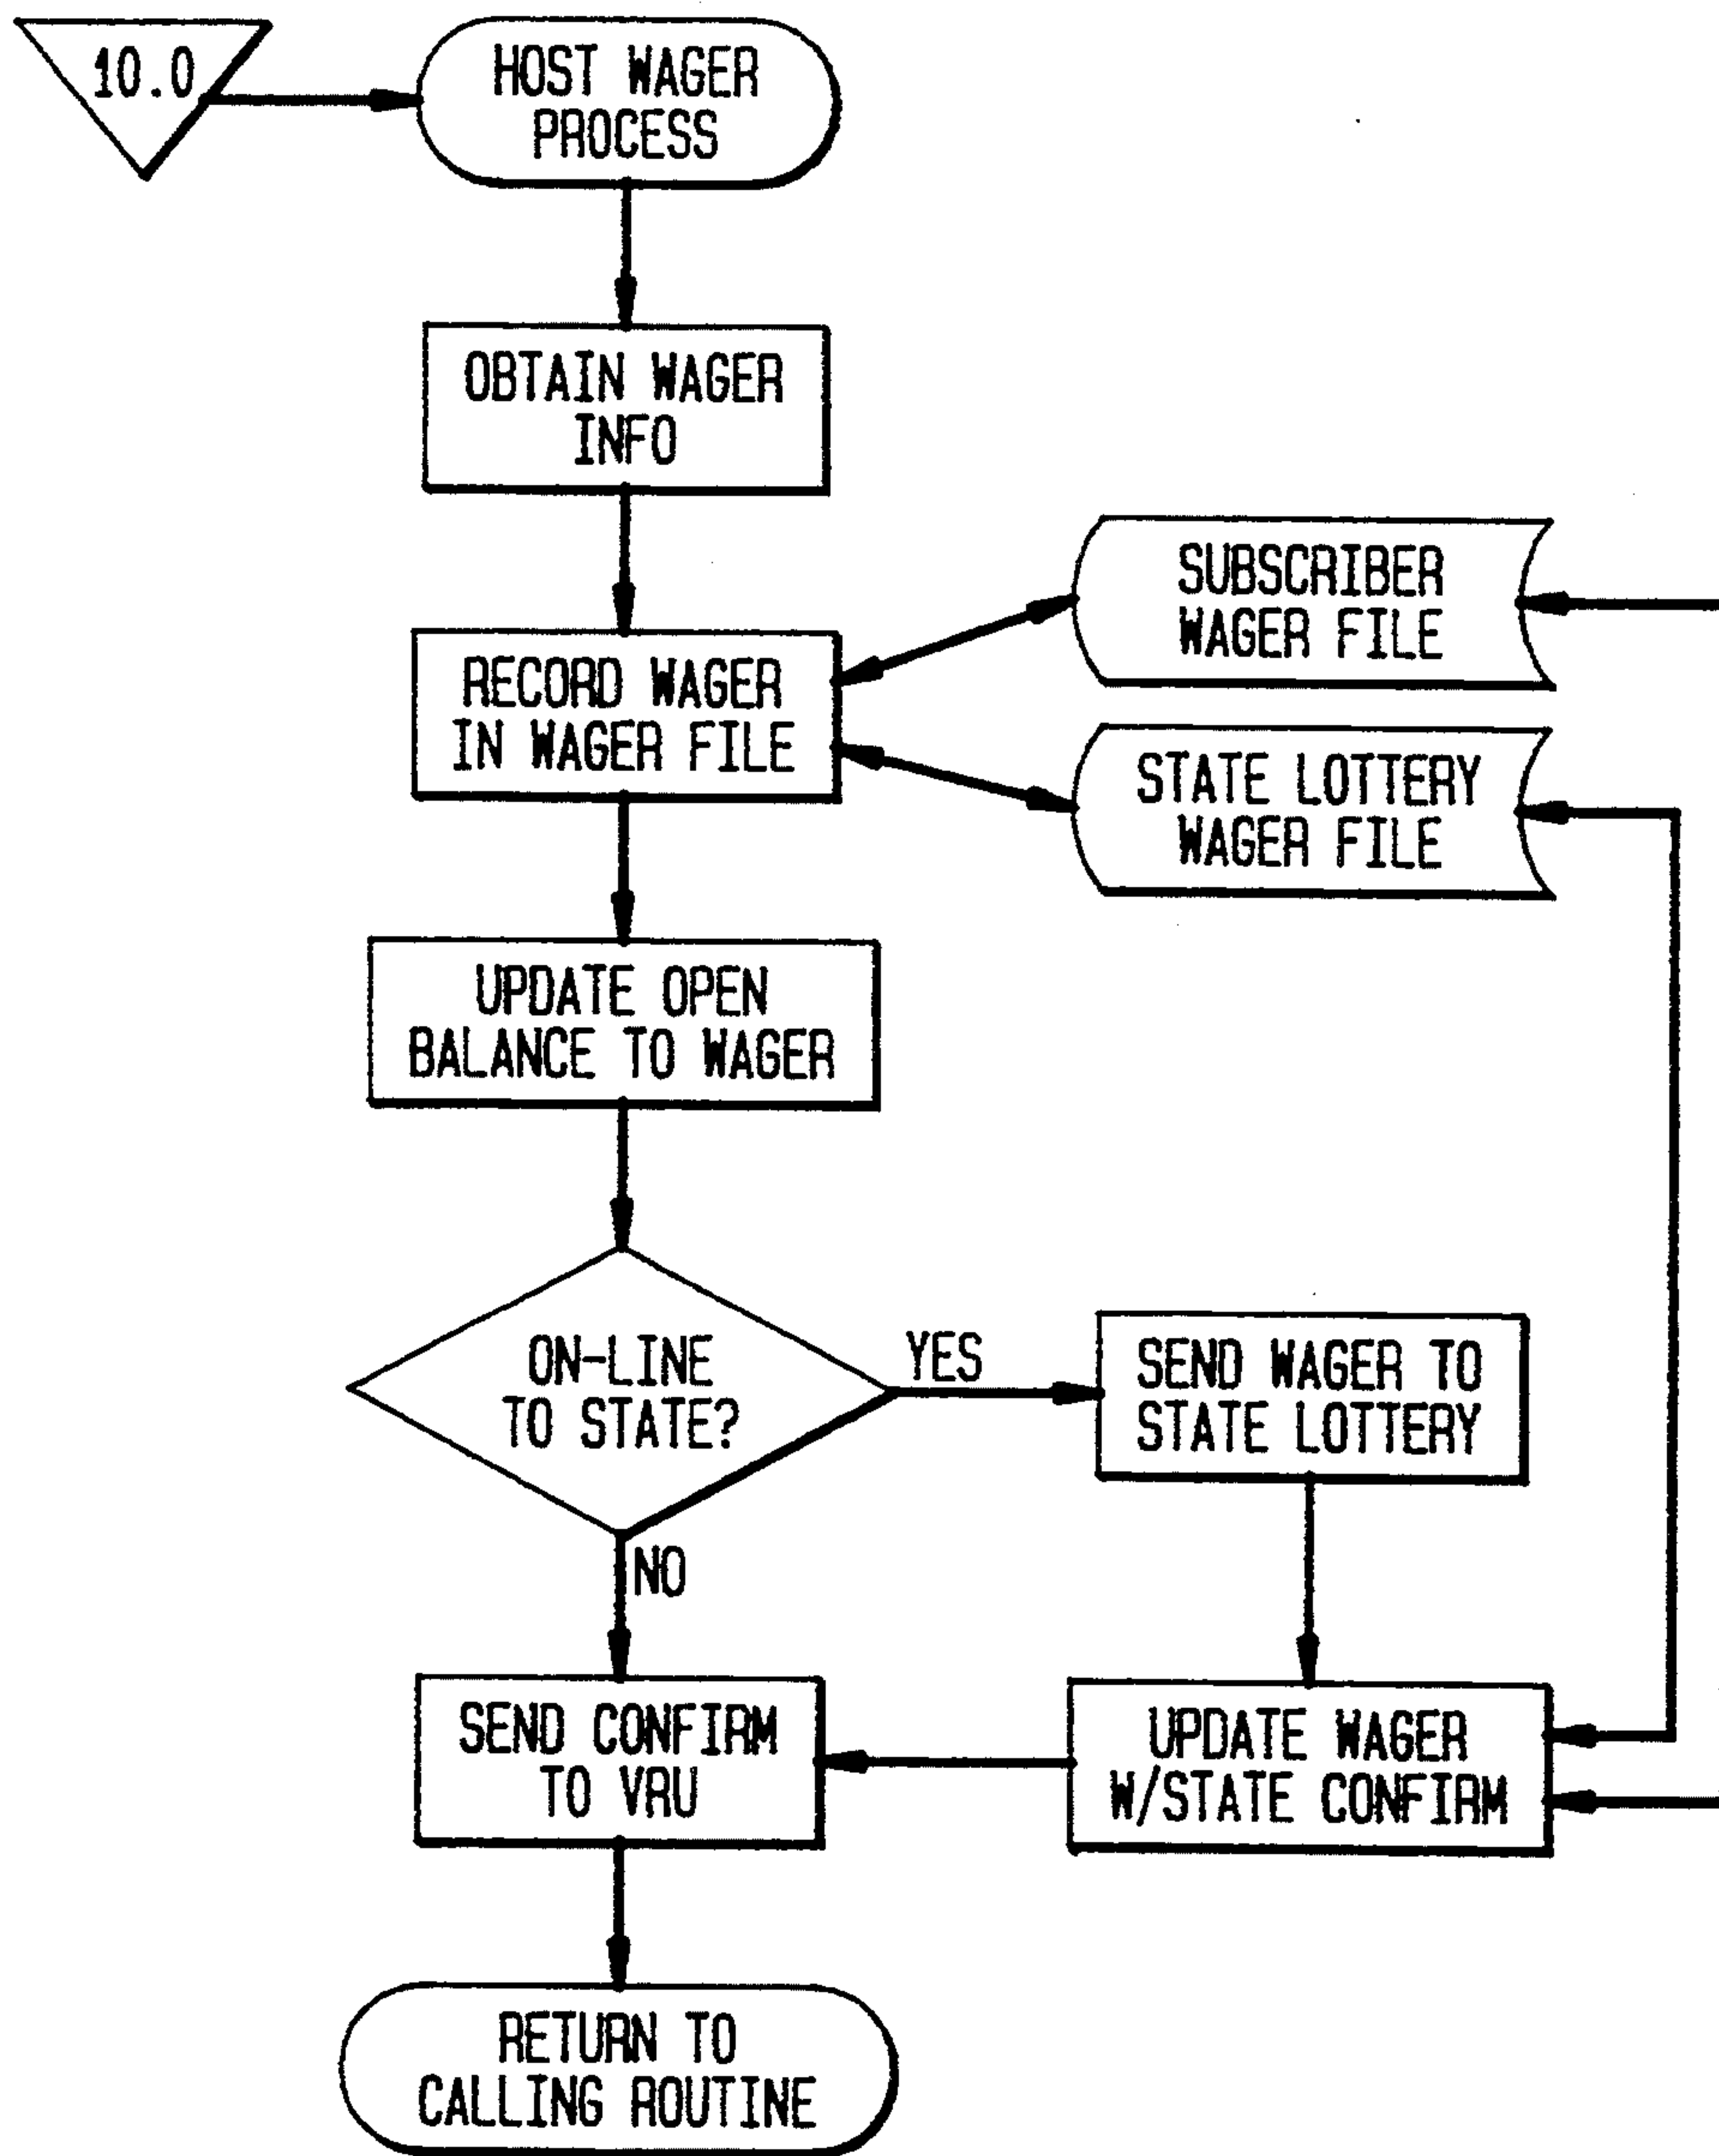 10.0
HOST WAGER
PROCESS
OBTAIN WAGER
INFO
SUBSCRIBER
WAGER FILE
RECORD WAGER
IN WAGER FILE
STATE LOTTERY
WAGER FILE
UPDATE OPEN
BALANCE TO WAGER
ON-LINE
TO STATE?
YES
SEND WAGER TO
STATE LOTTERY
NO
SEND CONFIRM
TO VRU
UPDATE WAGER
W/STATE CONFIRM
RETURN TO
CALLING ROUTINE